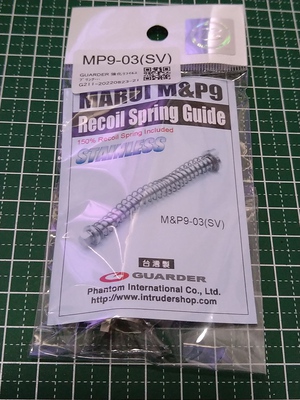 MP9-03(SV)
GUARDER
MARUI M&P9
Recoil Spring Guide
150% Recoil Spring Included
STAINLESS
M&P9-03(SV)
台灣製
GUARDER
Phantom International Co., Ltd.
http://www.intrudershop.com